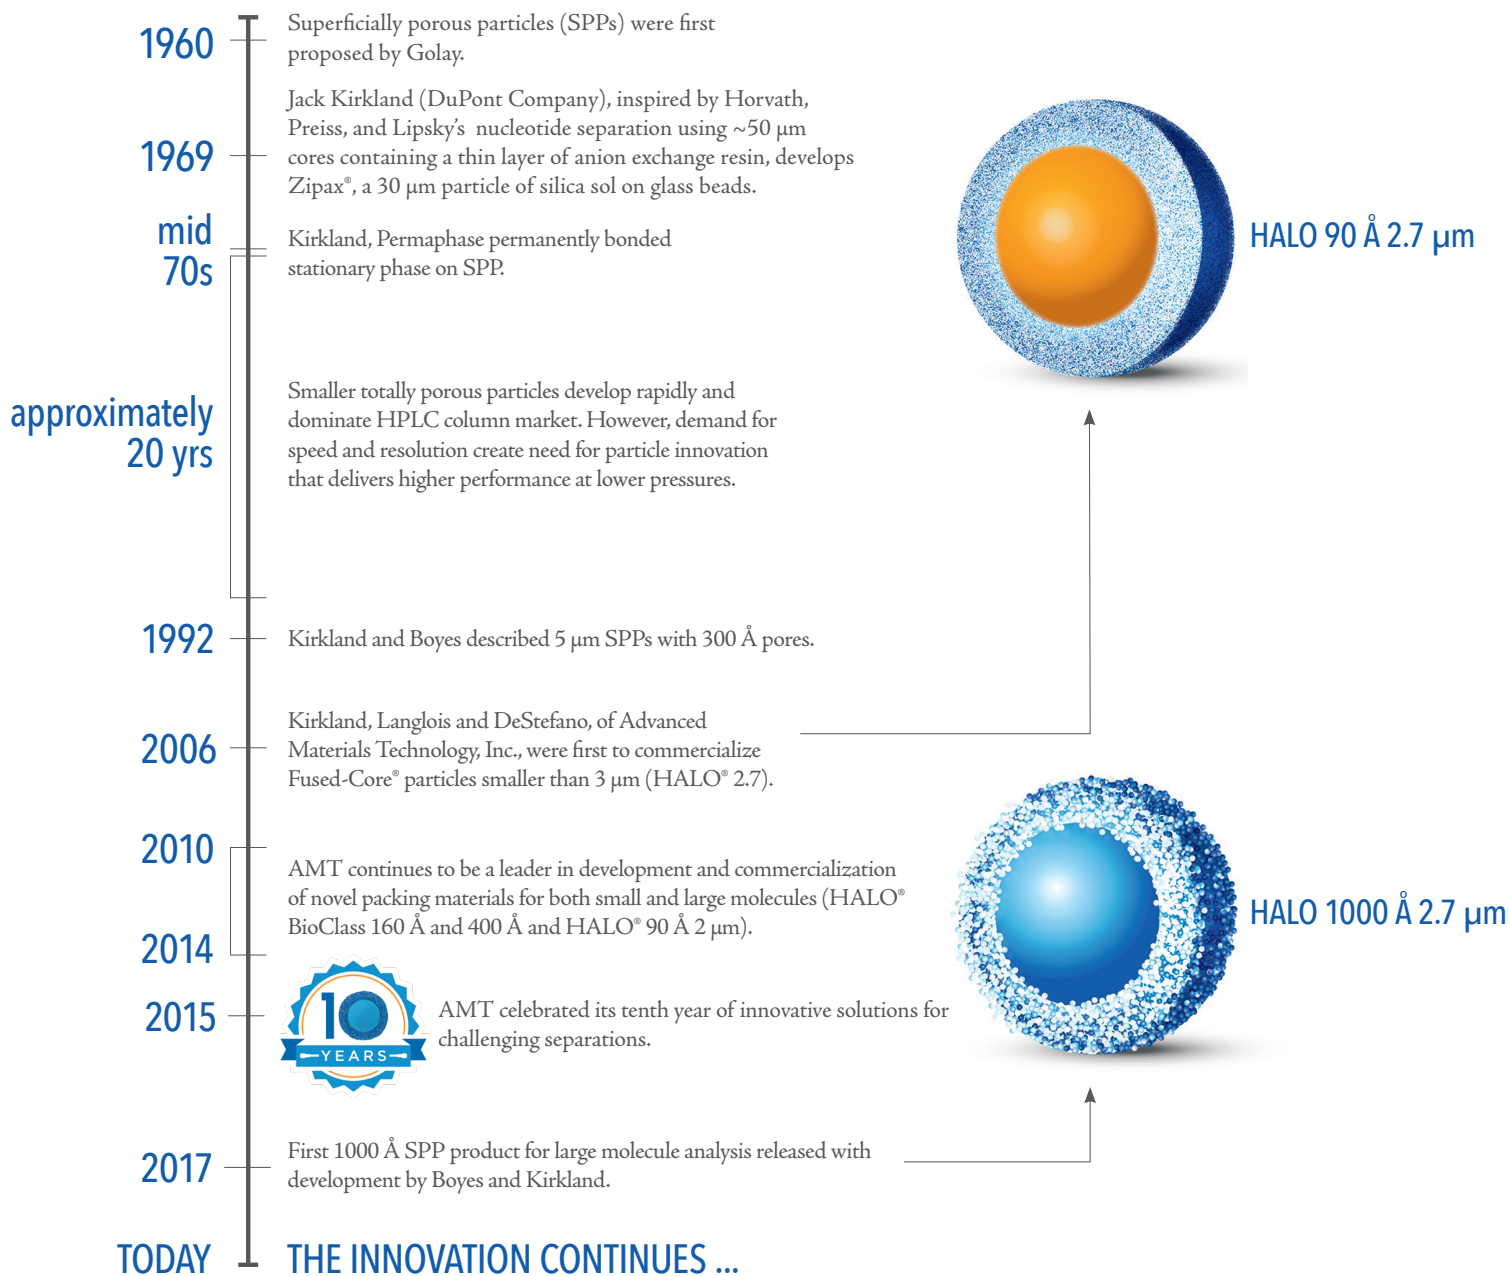 1960
Superficially porous particles (SPPs) were first
proposed by Golay.
1969
Jack Kirkland (DuPont Company), inspired by Horvath,
Preiss, and Lipsky's nucleotide separation using ~50 µm
cores containing a thin layer of anion exchange resin, develops
Zipax®, a 30 µm particle of silica sol on glass beads.
mid
70s
Kirkland, Permaphase permanently bonded
stationary phase on SPP.
HALO 90 Å 2.7 µm
approximately
20 yrs
Smaller totally porous particles develop rapidly and
dominate HPLC column market. However, demand for
speed and resolution create need for particle innovation
that delivers higher performance at lower pressures.
1992
Kirkland and Boyes described 5 µm SPPs with 300 Å pores.
2006
Kirkland, Langlois and DeStefano, of Advanced
Materials Technology, Inc., were first to commercialize
Fused-Core® particles smaller than 3 µm (HALO® 2.7).
2010
2014
AMT continues to be a leader in development and commercialization
of novel packing materials for both small and large molecules (HALO®
BioClass 160 Å and 400 Å and HALO® 90 Å 2 µm).
HALO 1000 Å 2.7 µm
2015
10
YEARS
AMT celebrated its tenth year of innovative solutions for
challenging separations.
2017
First 1000 Å SPP product for large molecule analysis released with
development by Boyes and Kirkland.
TODAY
THE INNOVATION CONTINUES ...